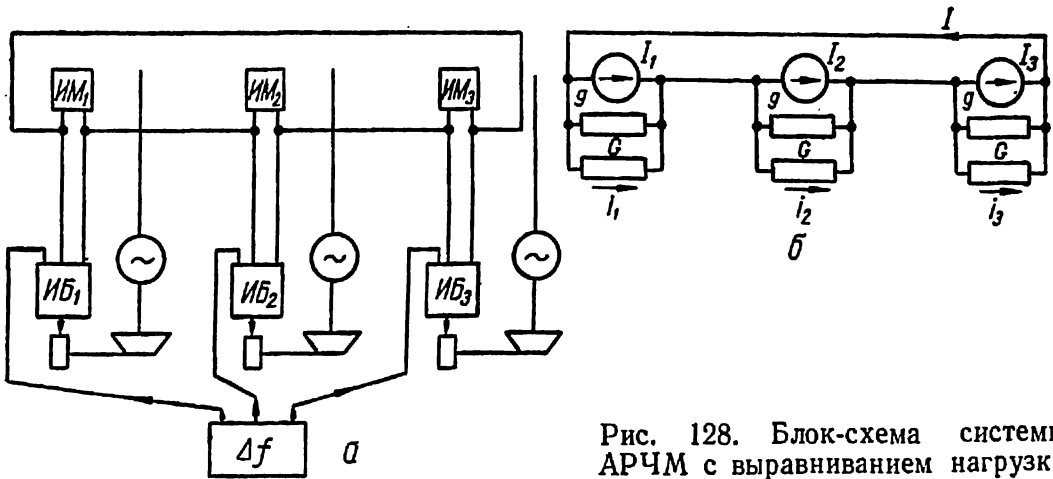 ИМ₁ ИМ₂ ИМ₃
~ ~ ~
ИБ₁ ИБ₂ ИБ₃
Δf
а
I
I₁ I₂ I₃
g g g
G G G
i₁ i₂ i₃
б
Рис. 128. Блок-схема систем
АРЧМ с выравниванием нагрузк